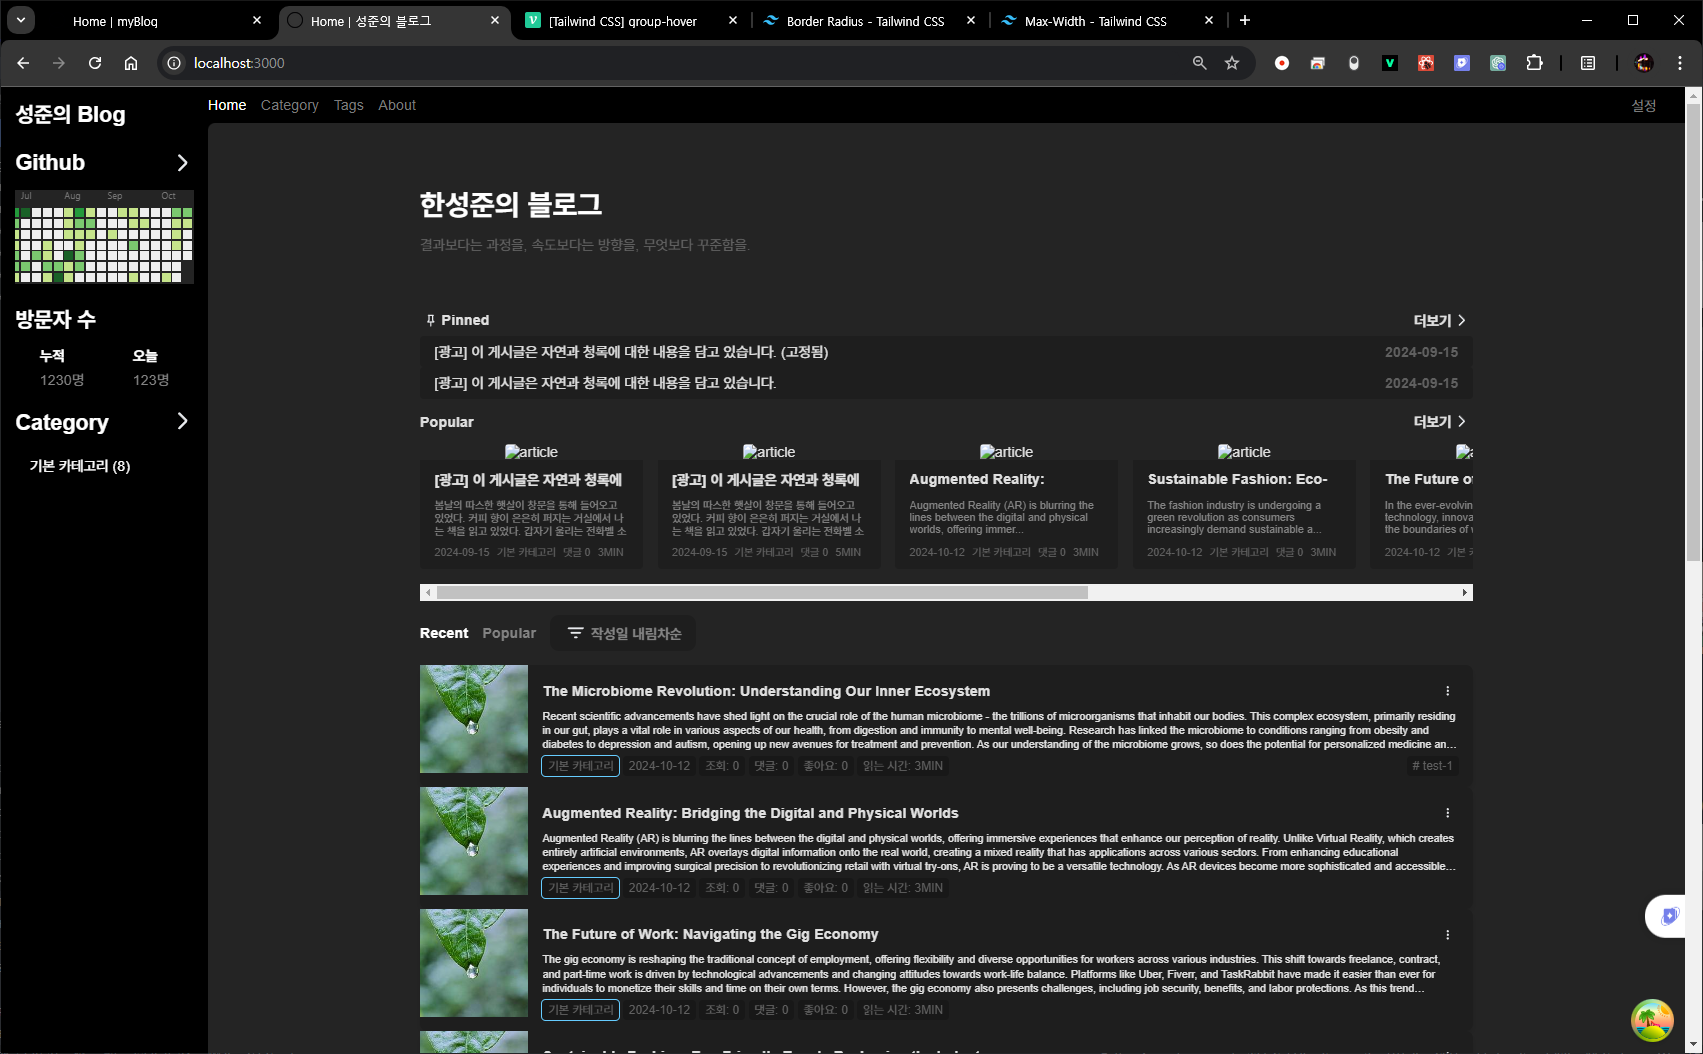 Home | myBlog
Home | 성준의 블로그
[Tailwind CSS] group-hover
Border Radius - Tailwind CSS
Max-Width - Tailwind CSS
localhost:3000
성준의 Blog
Home Category Tags About
설정
Github
Jul Aug Sep Oct
방문자 수
누적 오늘
1230명 123명
Category
기본 카테고리 (8)
한성준의 블로그
결과보다는 과정을, 속도보다는 방향을, 무엇보다 꾸준함을.
Pinned
더보기
[광고] 이 게시글은 자연과 청록에 대한 내용을 담고 있습니다. (고정됨) 2024-09-15
[광고] 이 게시글은 자연과 청록에 대한 내용을 담고 있습니다. 2024-09-15
Popular
더보기
article
[광고] 이 게시글은 자연과 청록에
봄날의 따스한 햇살이 창문을 통해 들어오고
있었다. 커피 향이 은은히 퍼지는 거실에서 나
는 책을 읽고 있었다. 갑자기 울리는 전화벨 소
2024-09-15 기본 카테고리 댓글 0 3MIN
article
[광고] 이 게시글은 자연과 청록에
봄날의 따스한 햇살이 창문을 통해 들어오고
있었다. 커피 향이 은은히 퍼지는 거실에서 나
는 책을 읽고 있었다. 갑자기 울리는 전화벨 소
2024-09-15 기본 카테고리 댓글 0 5MIN
article
Augmented Reality:
Augmented Reality (AR) is blurring the
lines between the digital and physical
worlds, offering immer...
2024-10-12 기본 카테고리 댓글 0 3MIN
article
Sustainable Fashion: Eco-
The fashion industry is undergoing a
green revolution as consumers
increasingly demand sustainable a...
2024-10-12 기본 카테고리 댓글 0 3MIN
The Future of
In the ever-evolvin
technology, innova
the boundaries of
2024-10-12 기본
Recent Popular 작성일 내림차순
The Microbiome Revolution: Understanding Our Inner Ecosystem
Recent scientific advancements have shed light on the crucial role of the human microbiome - the trillions of microorganisms that inhabit our bodies. This complex ecosystem, primarily residing
in our gut, plays a vital role in various aspects of our health, from digestion and immunity to mental well-being. Research has linked the microbiome to conditions ranging from obesity and
diabetes to depression and autism, opening up new avenues for treatment and prevention. As our understanding of the microbiome grows, so does the potential for personalized medicine an...
기본 카테고리 2024-10-12 조회: 0 댓글: 0 좋아요: 0 읽는 시간: 3MIN # test-1
Augmented Reality: Bridging the Digital and Physical Worlds
Augmented Reality (AR) is blurring the lines between the digital and physical worlds, offering immersive experiences that enhance our perception of reality. Unlike Virtual Reality, which creates
entirely artificial environments, AR overlays digital information onto the real world, creating a mixed reality that has applications across various sectors. From enhancing educational
experiences and improving surgical precision to revolutionizing retail with virtual try-ons, AR is proving to be a versatile technology. As AR devices become more sophisticated and accessible...
기본 카테고리 2024-10-12 조회: 0 댓글: 0 좋아요: 0 읽는 시간: 3MIN
The Future of Work: Navigating the Gig Economy
The gig economy is reshaping the traditional concept of employment, offering flexibility and diverse opportunities for workers across various industries. This shift towards freelance, contract,
and part-time work is driven by technological advancements and changing attitudes towards work-life balance. Platforms like Uber, Fiverr, and TaskRabbit have made it easier than ever for
individuals to monetize their skills and time on their own terms. However, the gig economy also presents challenges, including job security, benefits, and labor protections. As this trend...
기본 카테고리 2024-10-12 조회: 0 댓글: 0 좋아요: 0 읽는 시간: 3MIN